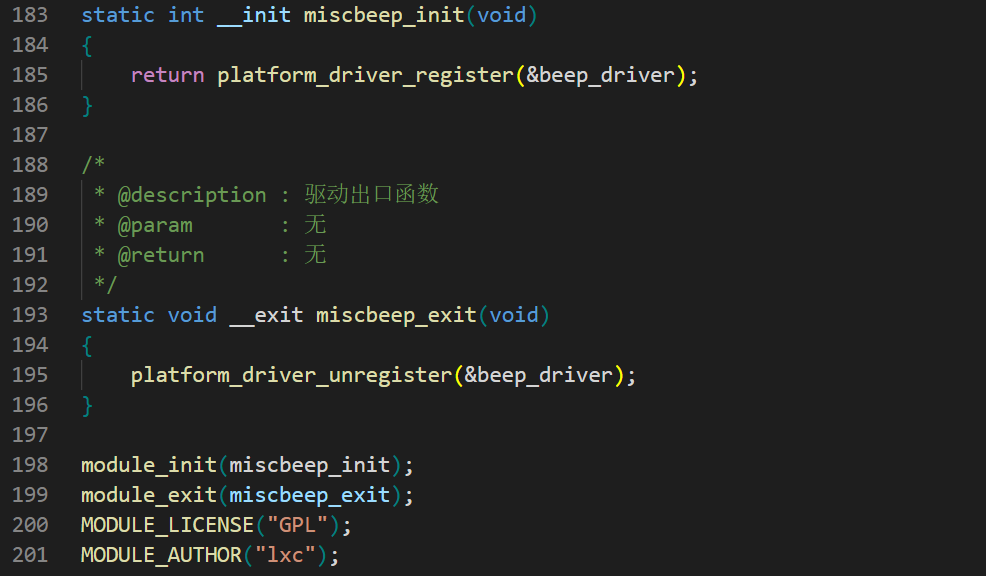 183 static int __init miscbeep_init(void)
184 {
185     return platform_driver_register(&beep_driver);
186 }
187
188 /*
189  * @description : 驱动出口函数
190  * @param       : 无
191  * @return      : 无
192  */
193 static void __exit miscbeep_exit(void)
194 {
195     platform_driver_unregister(&beep_driver);
196 }
197
198 module_init(miscbeep_init);
199 module_exit(miscbeep_exit);
200 MODULE_LICENSE("GPL");
201 MODULE_AUTHOR("lxc");